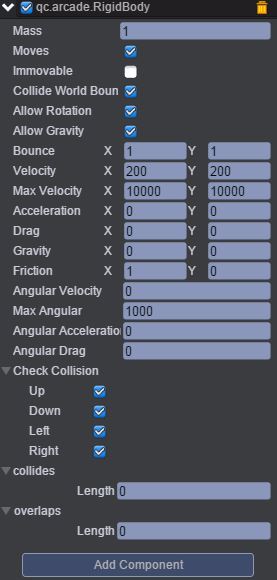 qc.arcade.RigidBody
Mass 1
Moves
Immovable
Collide World Boun
Allow Rotation
Allow Gravity
Bounce X 1 Y 1
Velocity X 200 Y 200
Max Velocity X 10000 Y 10000
Acceleration X 0 Y 0
Drag X 0 Y 0
Gravity X 0 Y 0
Friction X 1 Y 0
Angular Velocity 0
Max Angular 1000
Angular Acceleratio 0
Angular Drag 0
Check Collision
Up
Down
Left
Right
collides
Length 0
overlaps
Length 0
Add Component